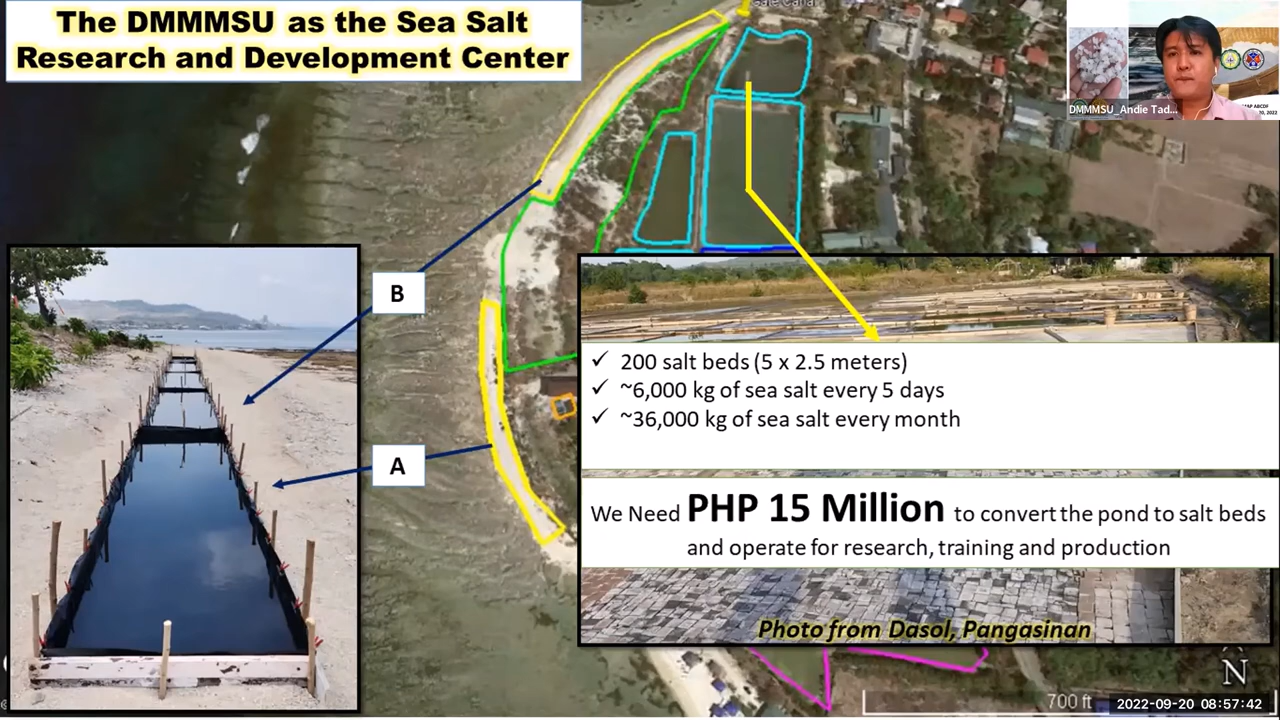 The DMMMSU as the Sea Salt
Research and Development Center
DMMMSU_Andie Tad...
B
A
✓ 200 salt beds (5 x 2.5 meters)
✓ ~6,000 kg of sea salt every 5 days
✓ ~36,000 kg of sea salt every month
We Need PHP 15 Million to convert the pond to salt beds
and operate for research, training and production
Photo from Dasol, Pangasinan
N
700 ft
2022-09-20 08:57:42